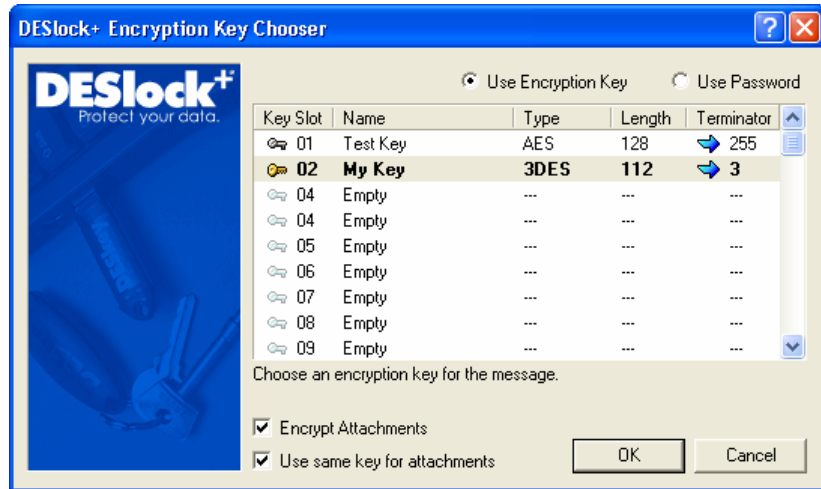 DESlock+ Encryption Key Chooser
DESlock+
Protect your data.
Use Encryption Key Use Password
Key Slot Name Type Length Terminator
01 Test Key AES 128 255
02 My Key 3DES 112 3
04 Empty --- --- ---
04 Empty --- --- ---
05 Empty --- --- ---
06 Empty --- --- ---
07 Empty --- --- ---
08 Empty --- --- ---
09 Empty --- --- ---
Choose an encryption key for the message.
Encrypt Attachments
Use same key for attachments
OK Cancel